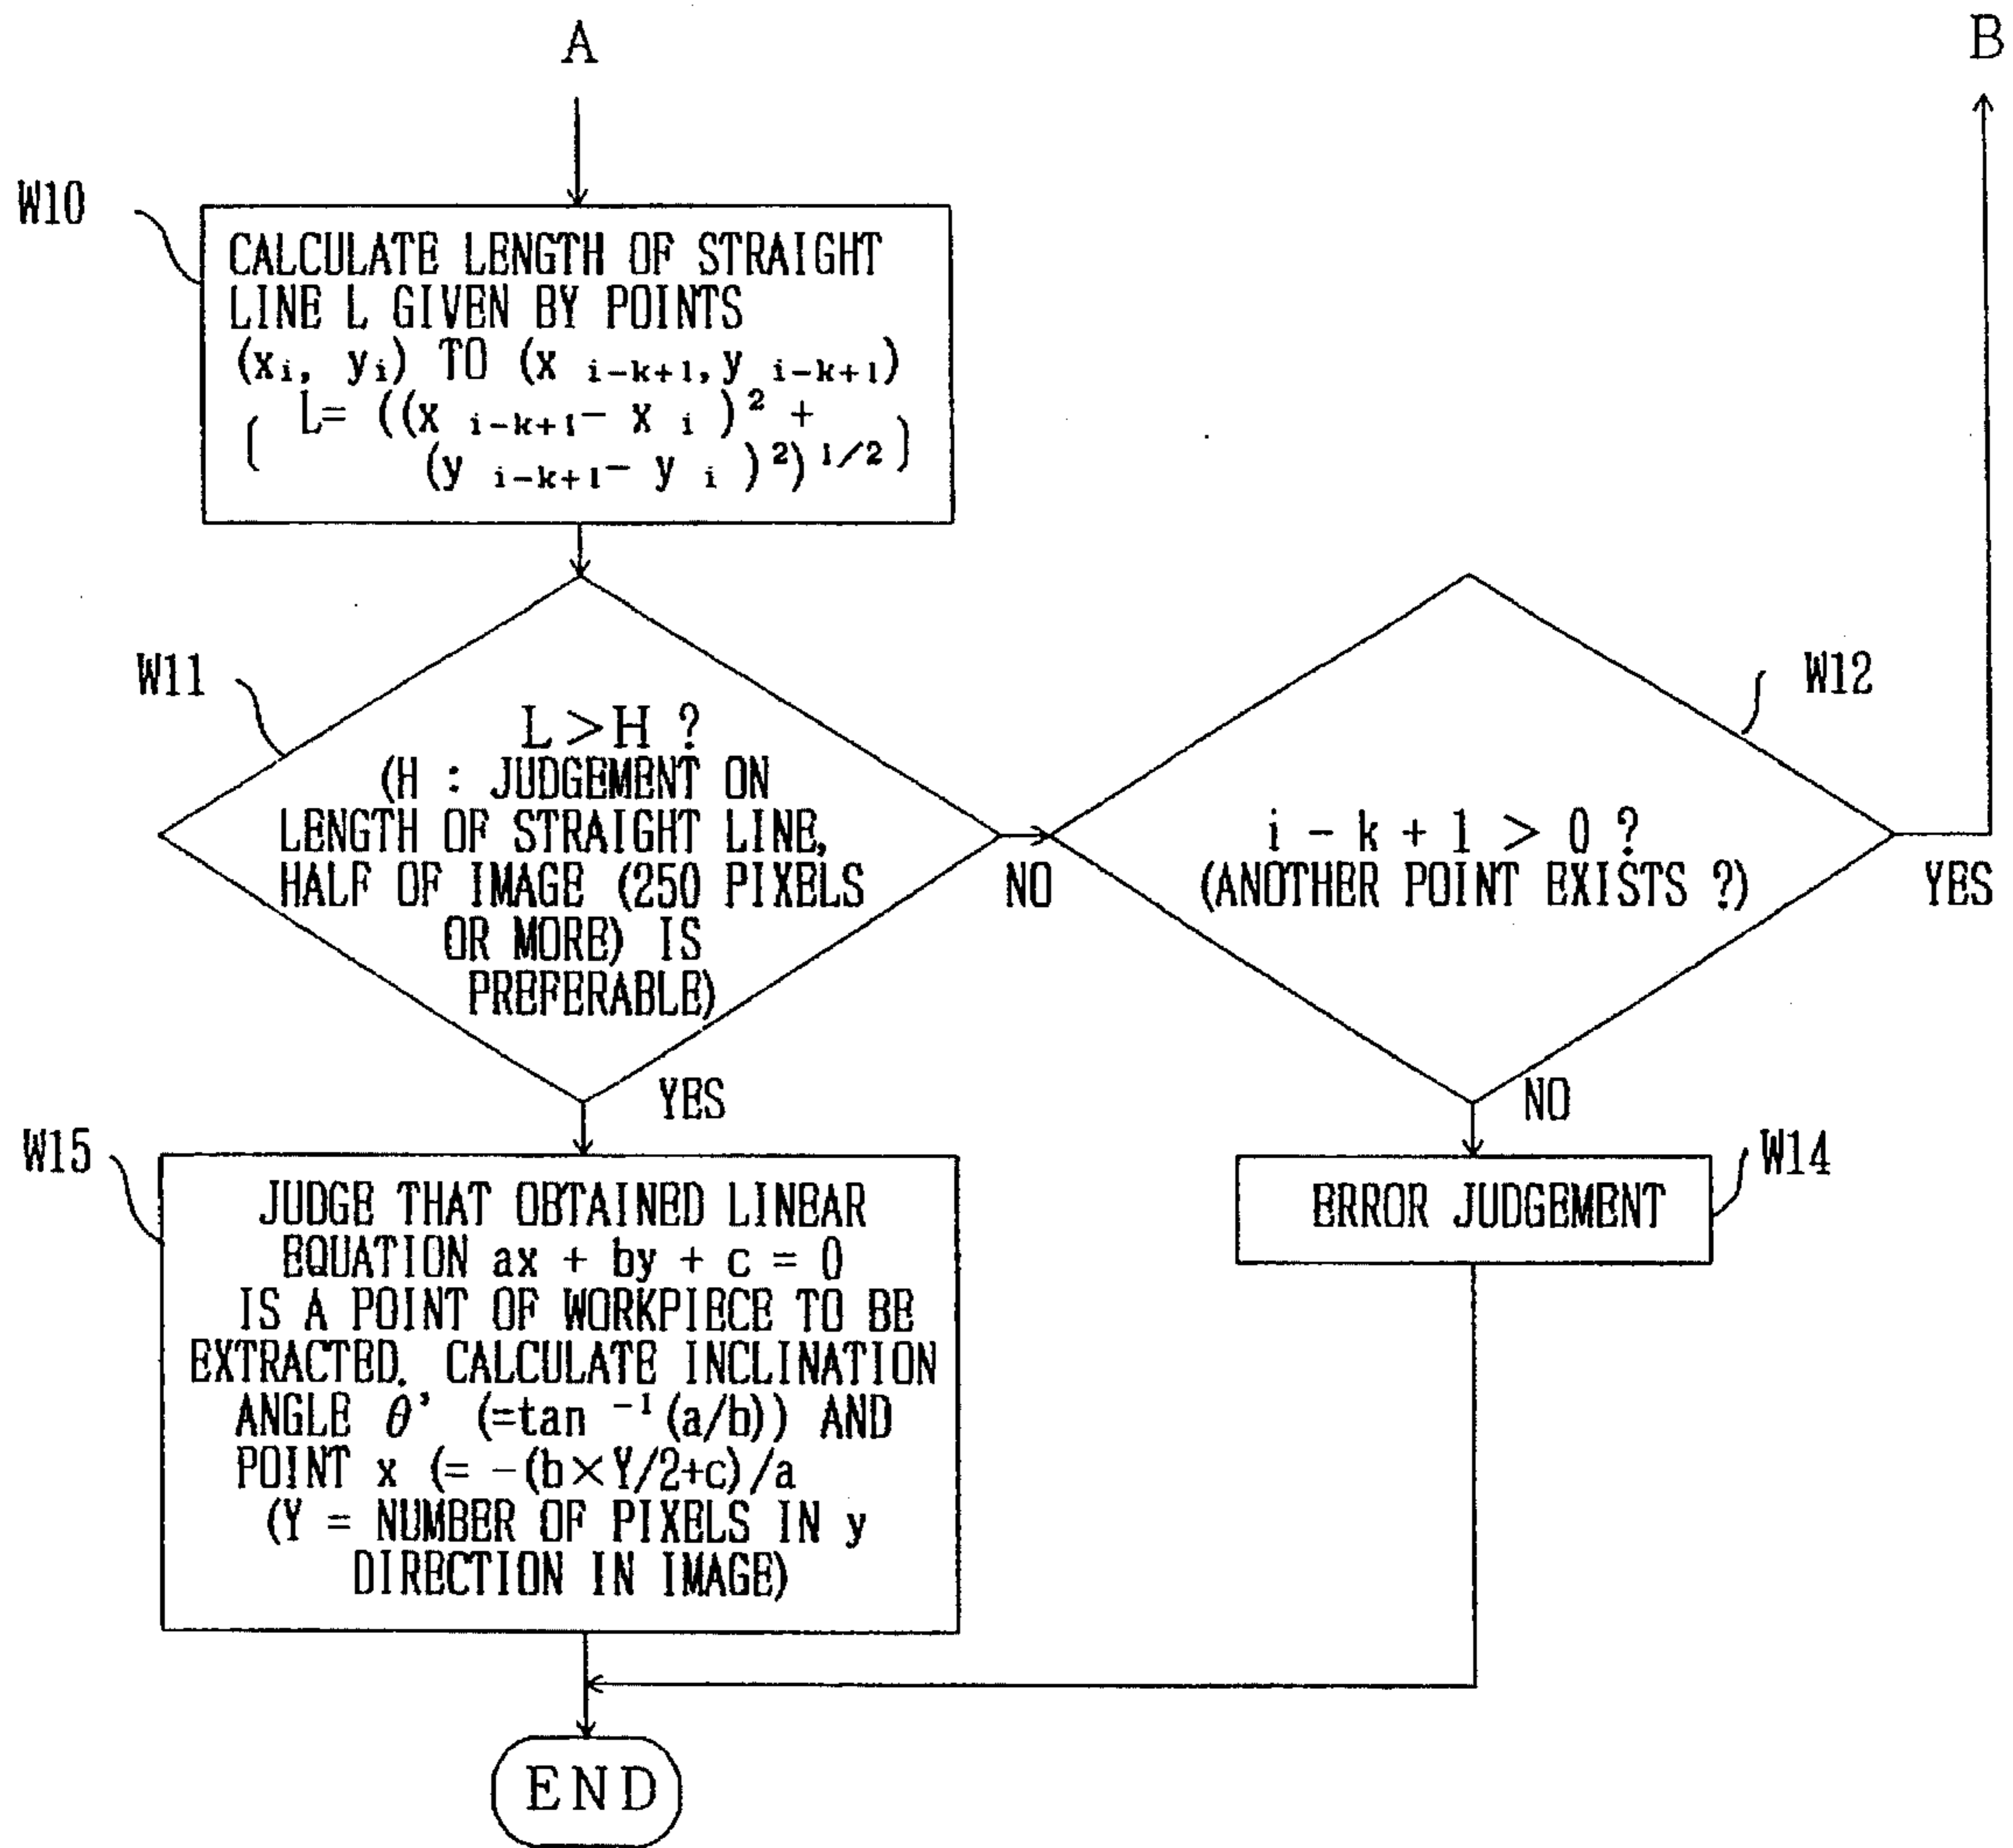 A
B
W10
CALCULATE LENGTH OF STRAIGHT
LINE L GIVEN BY POINTS
(xᵢ, yᵢ) TO (x i-k+1, y i-k+1)
( L= ((x i-k+1 - x i )² +
(y i-k+1 - y i )²)¹/² )
W11
L > H ?
(H : JUDGEMENT ON
LENGTH OF STRAIGHT LINE,
HALF OF IMAGE (250 PIXELS
OR MORE) IS
PREFERABLE)
NO
YES
W12
i - k + 1 > 0 ?
(ANOTHER POINT EXISTS ?)
YES
NO
W15
JUDGE THAT OBTAINED LINEAR
EQUATION ax + by + c = 0
IS A POINT OF WORKPIECE TO BE
EXTRACTED. CALCULATE INCLINATION
ANGLE θ' (=tan ⁻¹(a/b)) AND
POINT x (= -(b×Y/2+c)/a
(Y = NUMBER OF PIXELS IN y
DIRECTION IN IMAGE)
W14
ERROR JUDGEMENT
END